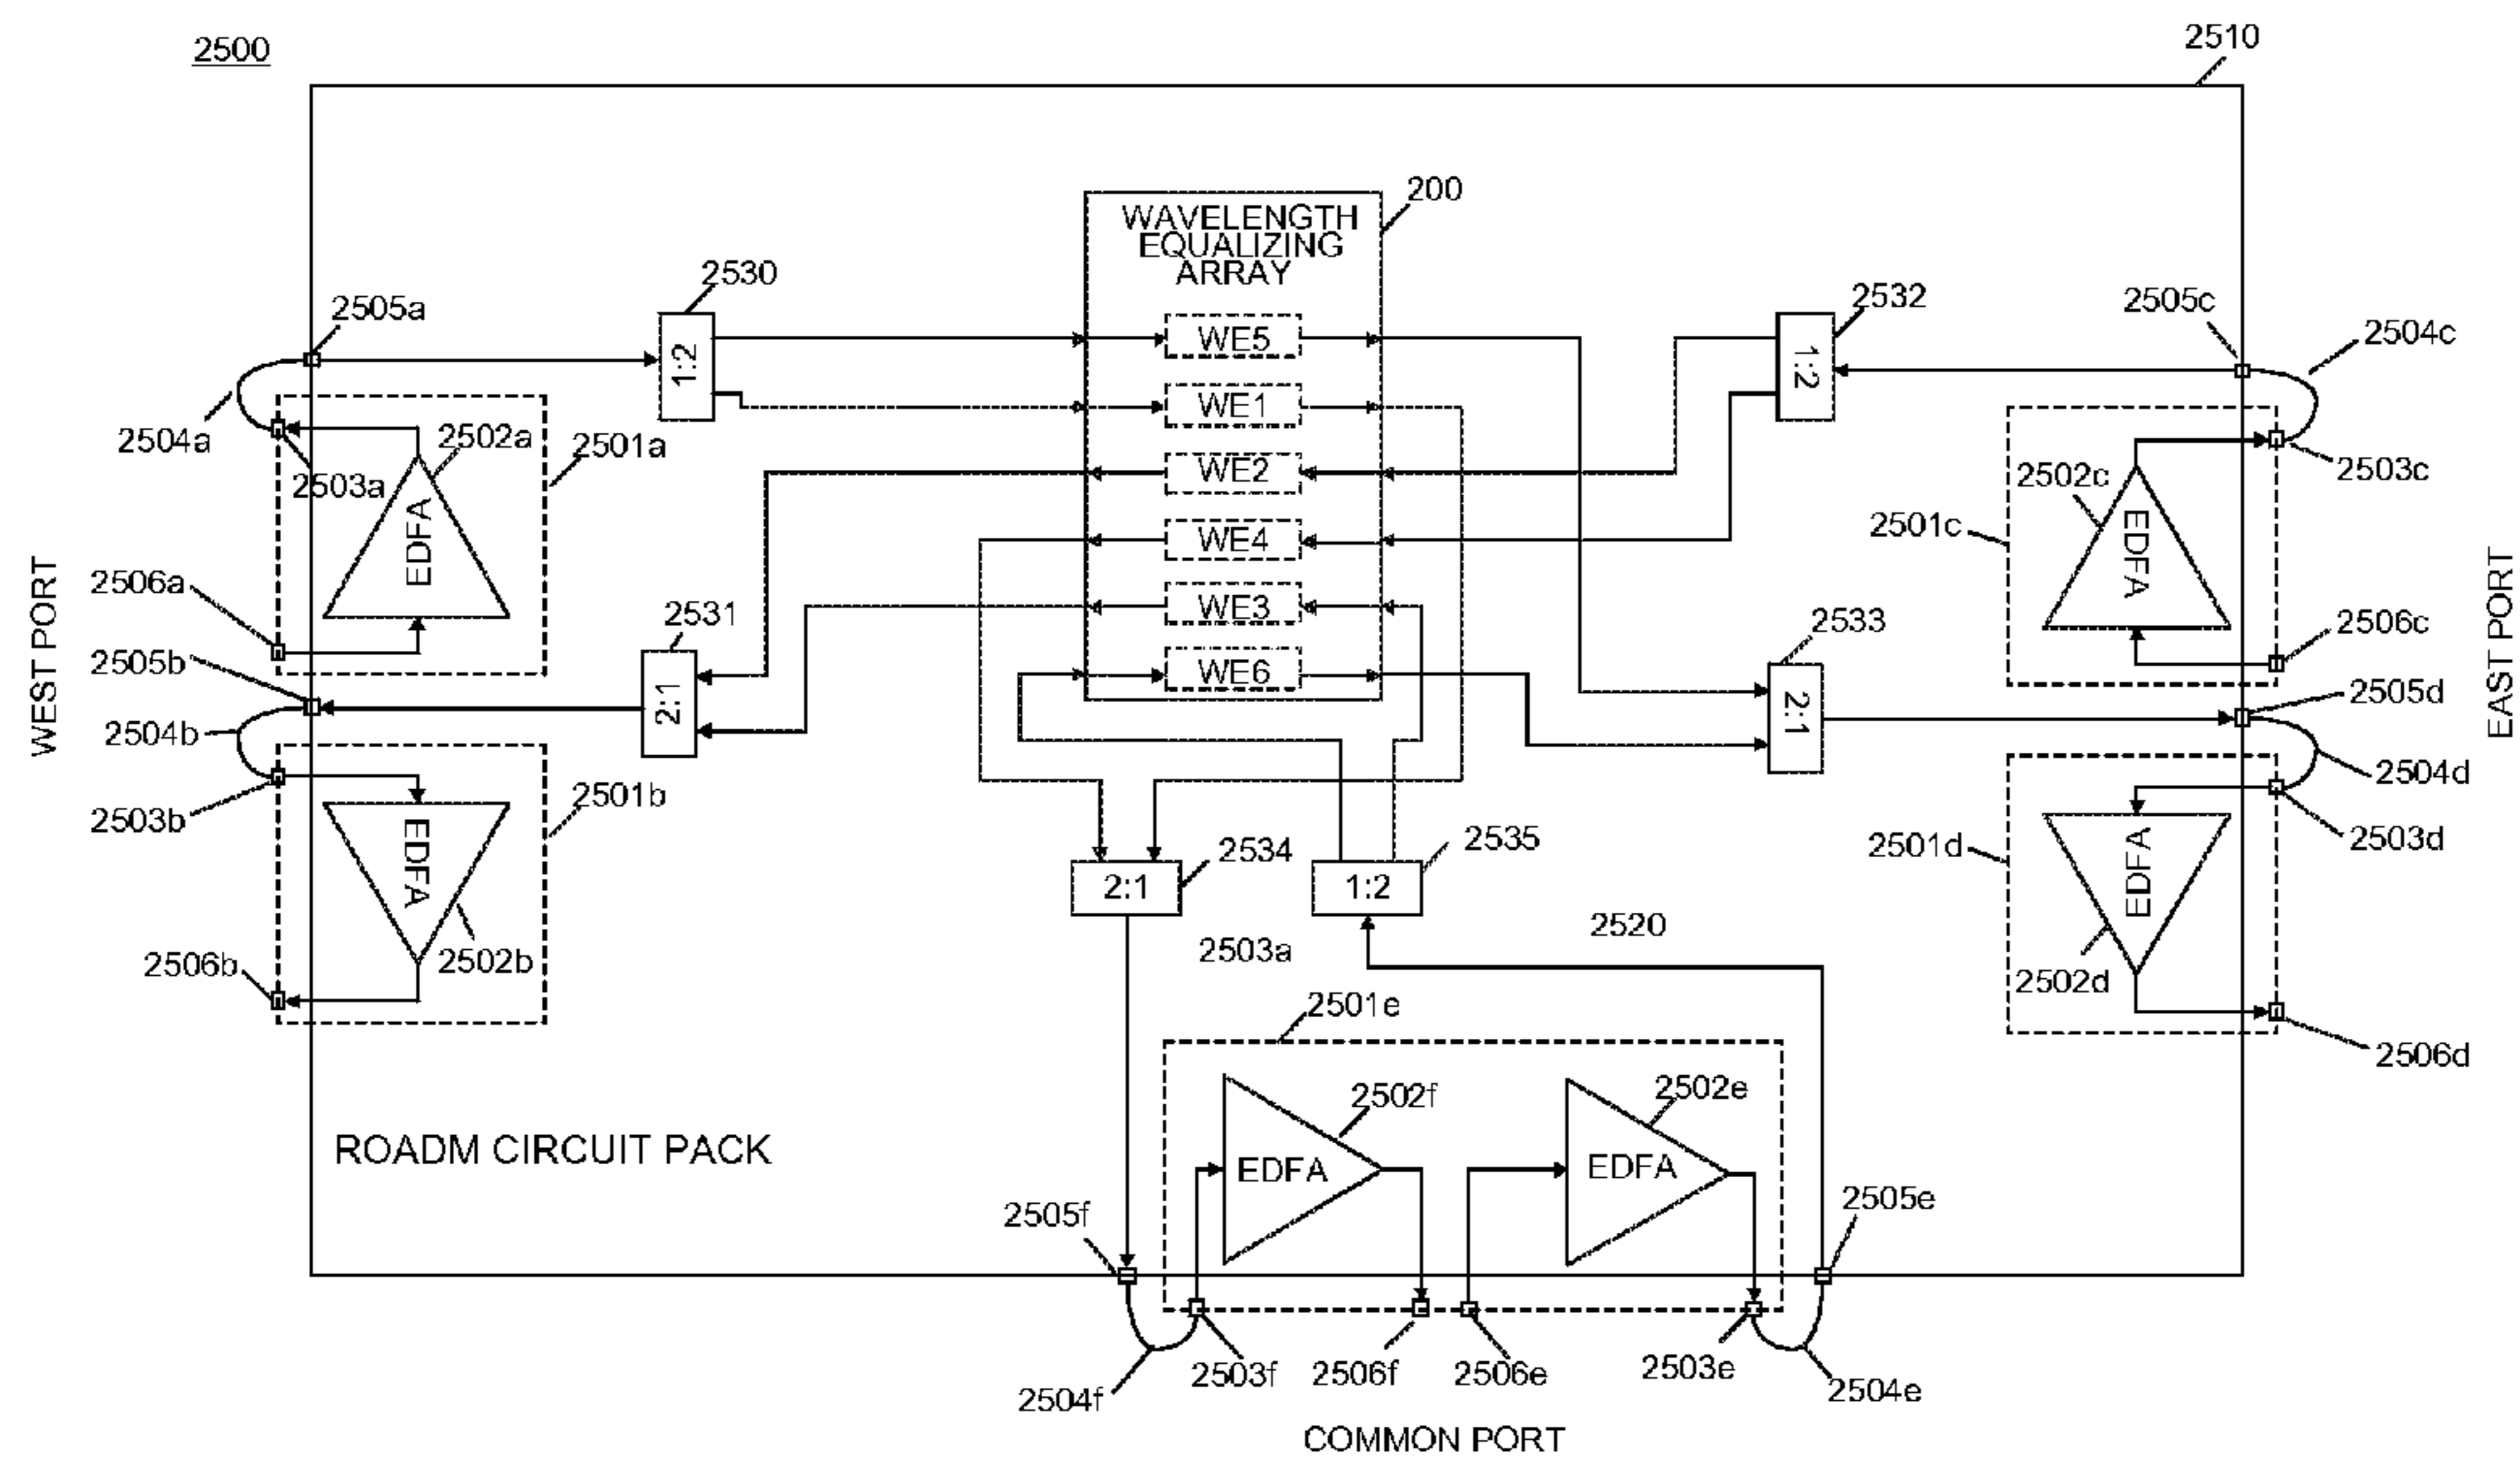 2500
2510
200
WAVELENGTH
EQUALIZING
ARRAY
2530
2532
2505a
2505c
2504c
1:2
WE5
1:2
WE1
2504a
2502a
2501a
2503a
EDFA
WE2
2502c
2503c
2501c
EDFA
WE4
WEST PORT
EAST PORT
2506a
2531
WE3
2533
2506c
2505b
2:1
WE6
2:1
2505d
2504b
2504d
2503b
2501b
EDFA
2534
2535
2501d
2503d
EDFA
2:1
1:2
2506b
2502b
2503a
2520
2502d
2501e
2506d
2502f
2502e
ROADM CIRCUIT PACK
EDFA
EDFA
2505f
2505e
2504f
2503f
2506f
2506e
2503e
2504e
COMMON PORT